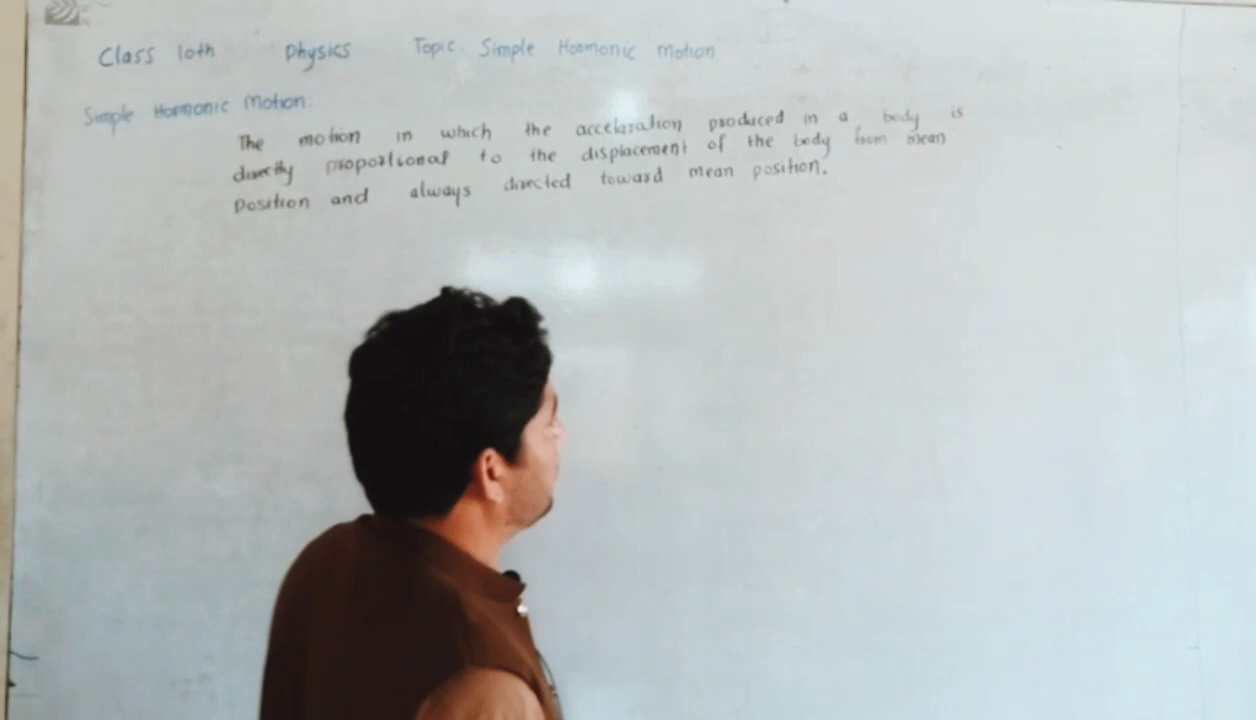 Class 10th Physics Topic. Simple Harmonic Motion
Simple Harmonic Motion:
The motion in which the acceleration produced in a body is
directly proportional to the displacement of the body from mean
position and always directed toward mean position.